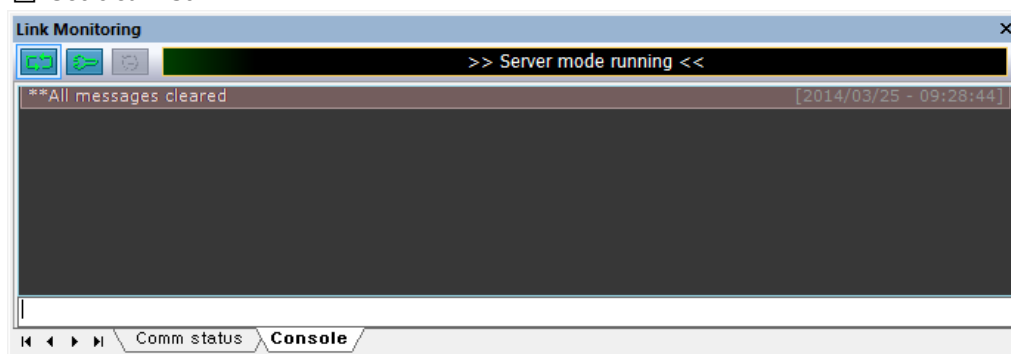 Link Monitoring
>> Server mode running <<
**All messages cleared [2014/03/25 - 09:28:44]
Comm status Console